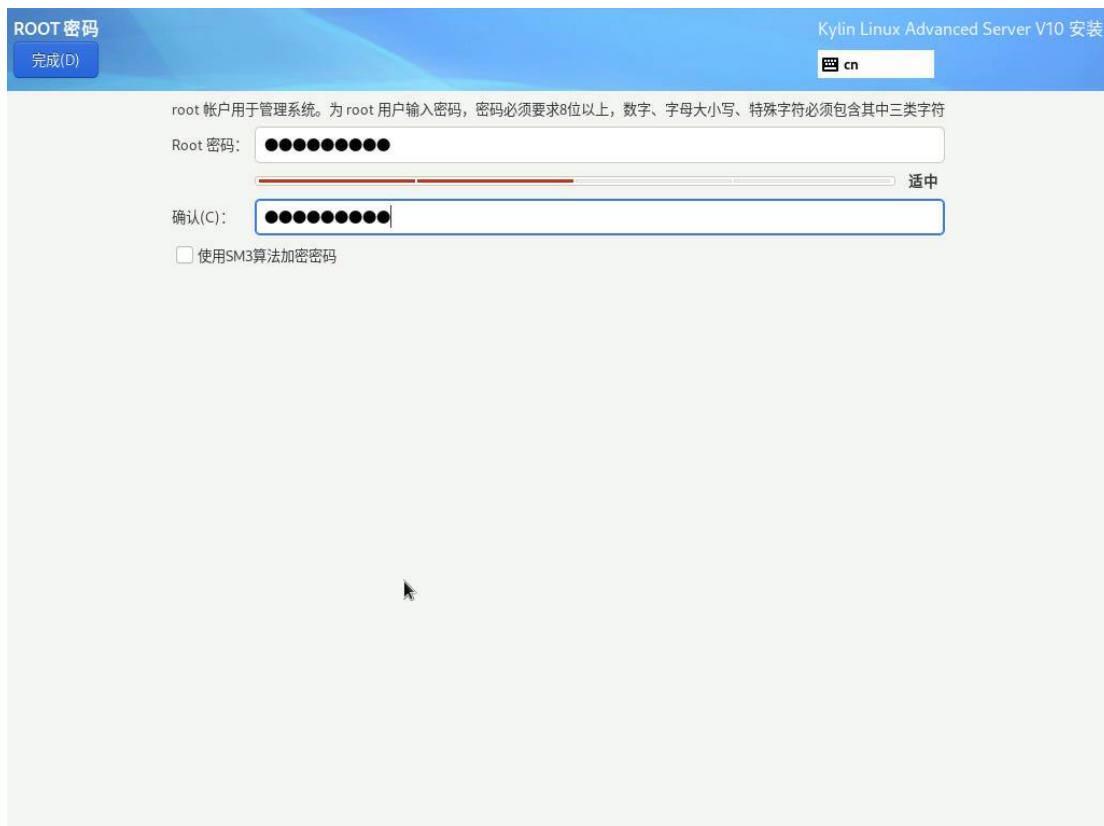 ROOT 密码
Kylin Linux Advanced Server V10 安装
完成(D)
cn
root 帐户用于管理系统。为 root 用户输入密码，密码必须要求8位以上，数字、字母大小写、特殊字符必须包含其中三类字符
Root 密码：
●●●●●●●●●
适中
确认(C)：
●●●●●●●●●
使用SM3算法加密密码